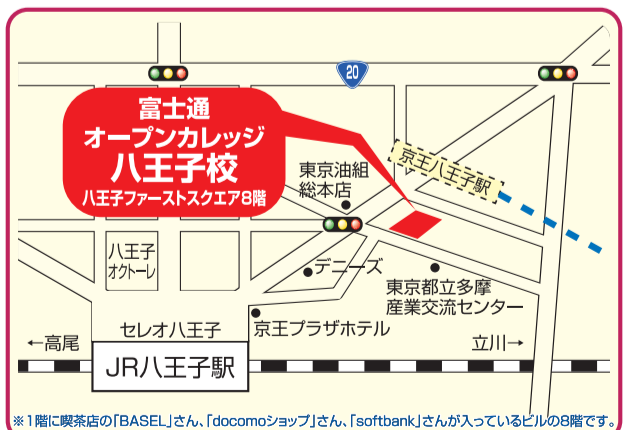 20
富士通
オープンカレッジ
八王子校
八王子ファーストスクエア8階
京王八王子駅
東京油組
総本店
八王子
オクトーレ
デニーズ
東京都立多摩
産業交流センター
セレオ八王子
京王プラザホテル
←高尾
立川→
JR八王子駅
※1階に喫茶店の「BASEL」さん、「docomoショップ」さん、「softbank」さんが入っているビルの8階です。